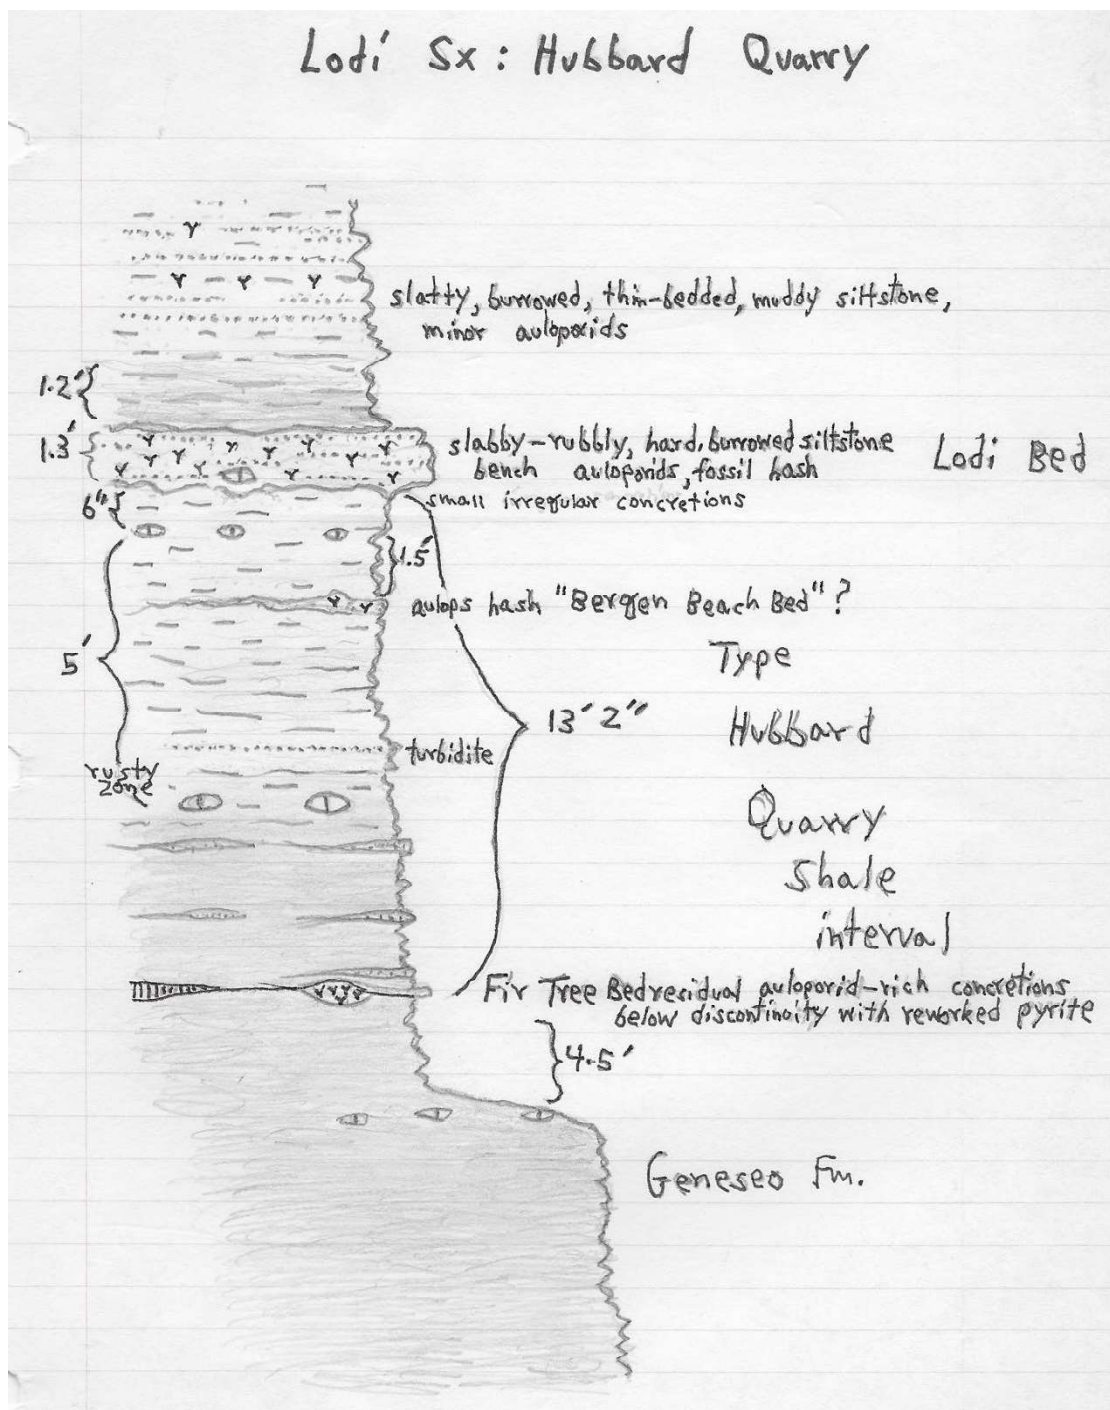 Lodi Sx: Hubbard Quarry
slatty, burrowed, thin-bedded, muddy siltstone,
minor auloporids
1.2'
1.3'
slabby-rubbly, hard, burrowed siltstone
bench auloporids, fossil hash
Lodi Bed
small irregular concretions
6"
1.5'
aulops hash "Bergen Beach Bed"?
5'
Type
13' 2"
Hubbard
turbidite
rusty
zone
Quarry
Shale
interval
Fir Tree Bed residual auloporid-rich concretions
below discontinuity with reworked pyrite
4.5'
Geneseo Fm.